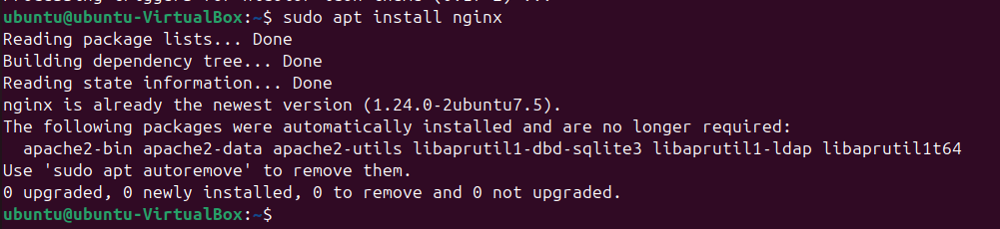 ubuntu@ubuntu-VirtualBox:~$ sudo apt install nginx
Reading package lists... Done
Building dependency tree... Done
Reading state information... Done
nginx is already the newest version (1.24.0-2ubuntu7.5).
The following packages were automatically installed and are no longer required:
  apache2-bin apache2-data apache2-utils libaprutil1-dbd-sqlite3 libaprutil1-ldap libaprutil1t64
Use 'sudo apt autoremove' to remove them.
0 upgraded, 0 newly installed, 0 to remove and 0 not upgraded.
ubuntu@ubuntu-VirtualBox:~$